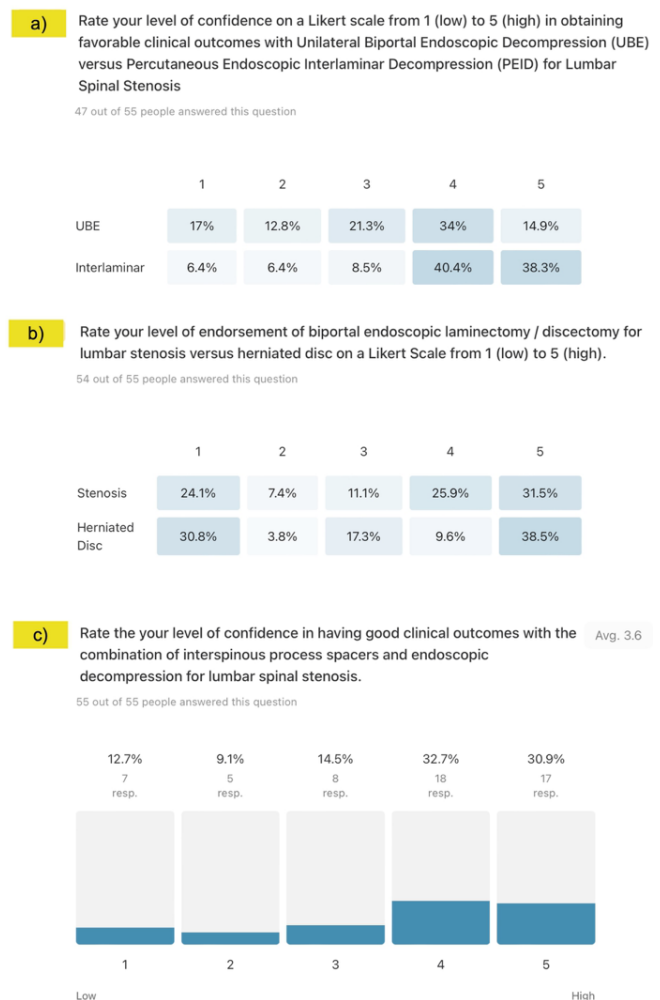 a)
Rate your level of confidence on a Likert scale from 1 (low) to 5 (high) in obtaining
favorable clinical outcomes with Unilateral Biportal Endoscopic Decompression (UBE)
versus Percutaneous Endoscopic Interlaminar Decompression (PEID) for Lumbar
Spinal Stenosis
47 out of 55 people answered this question
1 2 3 4 5
UBE 17% 12.8% 21.3% 34% 14.9%
Interlaminar 6.4% 6.4% 8.5% 40.4% 38.3%
b)
Rate your level of endorsement of biportal endoscopic laminectomy / discectomy for
lumbar stenosis versus herniated disc on a Likert Scale from 1 (low) to 5 (high).
54 out of 55 people answered this question
1 2 3 4 5
Stenosis 24.1% 7.4% 11.1% 25.9% 31.5%
Herniated
Disc 30.8% 3.8% 17.3% 9.6% 38.5%
c)
Rate the your level of confidence in having good clinical outcomes with the Avg. 3.6
combination of interspinous process spacers and endoscopic
decompression for lumbar spinal stenosis.
55 out of 55 people answered this question
12.7% 9.1% 14.5% 32.7% 30.9%
7 5 8 18 17
resp. resp. resp. resp. resp.
1 2 3 4 5
Low High